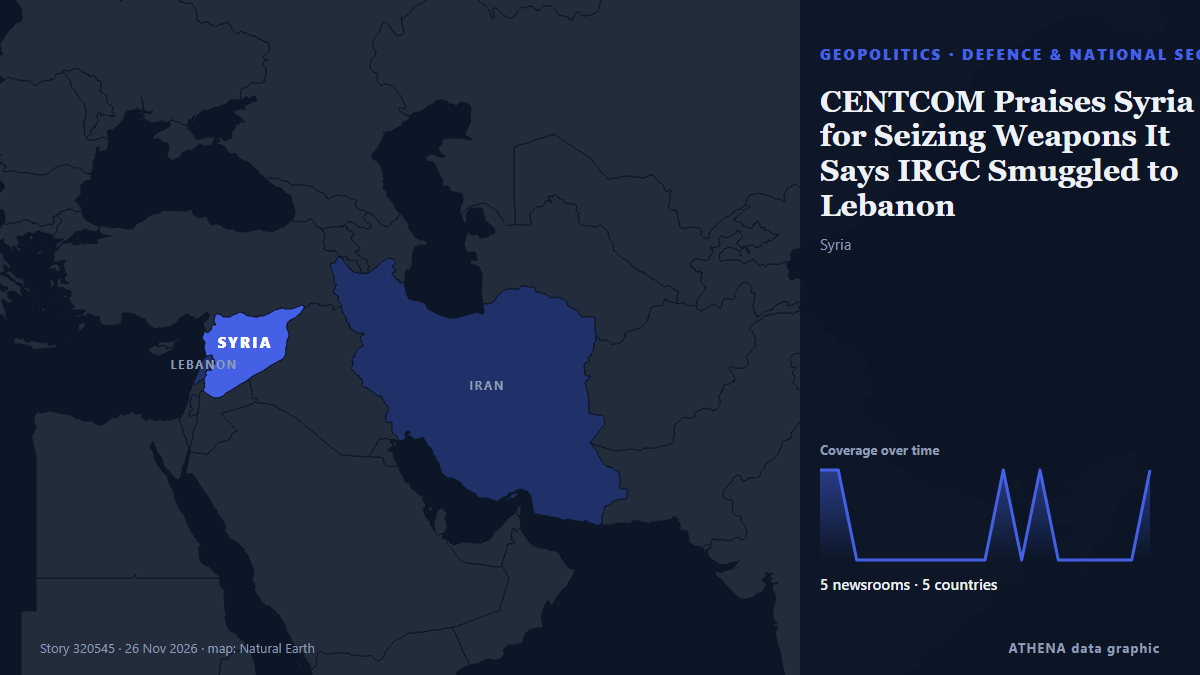 GEOPOLITICS · DEFENCE & NATIONAL
CENTCOM Praises Syria
for Seizing Weapons It
Says IRGC Smuggled to
Lebanon
Syria
SYRIA
LEBANON
IRAN
Coverage over time
5 newsrooms · 5 countries
Story 320545 · 26 Nov 2026 · map: Natural Earth
ATHENA data graphic